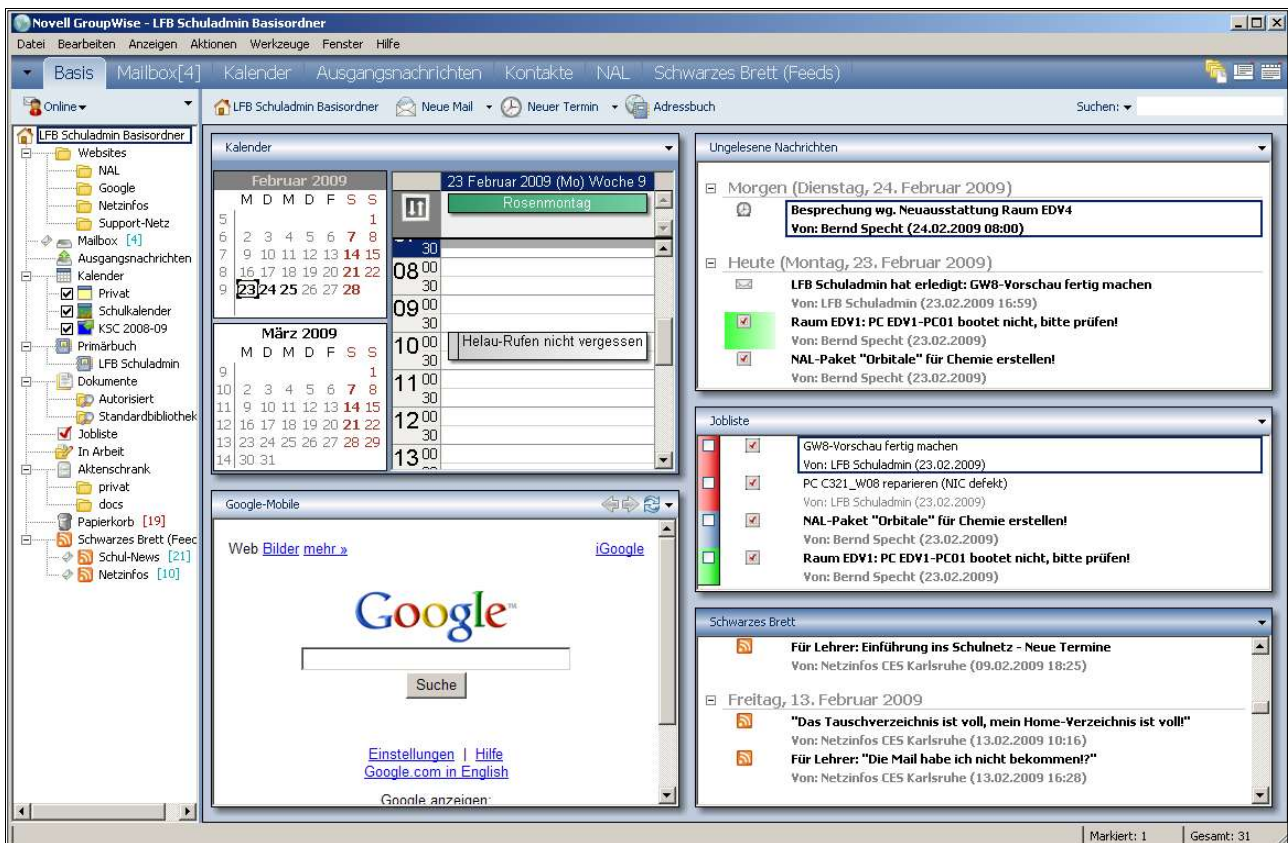 Novell GroupWise - LFB Schuladmin Basisordner
Datei Bearbeiten Anzeigen Aktionen Werkzeuge Fenster Hilfe
Basis Mailbox[4] Kalender Ausgangsnachrichten Kontakte NAL Schwarzes Brett (Feeds)
Online LFB Schuladmin Basisordner Neue Mail Neuer Termin Adressbuch Suchen:
LFB Schuladmin Basisordner
Websites
NAL
Google
Netzinfos
Support-Netz
Mailbox [4]
Ausgangsnachrichten
Kalender
Privat
Schulkalender
KSC 2008-09
Primärbuch
LFB Schuladmin
Dokumente
Autorisiert
Standardbibliothek
Jobliste
In Arbeit
Aktenschrank
privat
docs
Papierkorb [19]
Schwarzes Brett (Feec
Schul-News [21]
Netzinfos [10]
Kalender
Februar 2009
M D M D F S S
5 1
6 2 3 4 5 6 7 8
7 9 10 11 12 13 14 15
8 16 17 18 19 20 21 22
9 23 24 25 26 27 28
März 2009
M D M D F S S
9 1
10 2 3 4 5 6 7 8
11 9 10 11 12 13 14 15
12 16 17 18 19 20 21 22
13 23 24 25 26 27 28 29
14 30 31
23 Februar 2009 (Mo) Woche 9
Rosenmontag
30
08 00
30
09 00
30
10 00 Helau-Rufen nicht vergessen
30
11 00
30
12 00
30
13 00
Google-Mobile
Web Bilder mehr » iGoogle
Google™
Suche
Einstellungen | Hilfe
Google.com in English
Google anzeigen:
Ungelesene Nachrichten
Morgen (Dienstag, 24. Februar 2009)
Besprechung wg. Neuausstattung Raum EDV4
Von: Bernd Specht (24.02.2009 08:00)
Heute (Montag, 23. Februar 2009)
LFB Schuladmin hat erledigt: GW8-Vorschau fertig machen
Von: LFB Schuladmin (23.02.2009 16:59)
Raum EDV1: PC EDV1-PC01 bootet nicht, bitte prüfen!
Von: Bernd Specht (23.02.2009)
NAL-Paket "Orbitale" für Chemie erstellen!
Von: Bernd Specht (23.02.2009)
Jobliste
GW8-Vorschau fertig machen
Von: LFB Schuladmin (23.02.2009)
PC C321_W08 reparieren (NIC defekt)
Von: LFB Schuladmin (23.02.2009)
NAL-Paket "Orbitale" für Chemie erstellen!
Von: Bernd Specht (23.02.2009)
Raum EDV1: PC EDV1-PC01 bootet nicht, bitte prüfen!
Von: Bernd Specht (23.02.2009)
Schwarzes Brett
Für Lehrer: Einführung ins Schulnetz - Neue Termine
Von: Netzinfos CES Karlsruhe (09.02.2009 18:25)
Freitag, 13. Februar 2009
"Das Tauschverzeichnis ist voll, mein Home-Verzeichnis ist voll!"
Von: Netzinfos CES Karlsruhe (13.02.2009 10:16)
Für Lehrer: "Die Mail habe ich nicht bekommen!?"
Von: Netzinfos CES Karlsruhe (13.02.2009 16:28)
Markiert: 1 Gesamt: 31